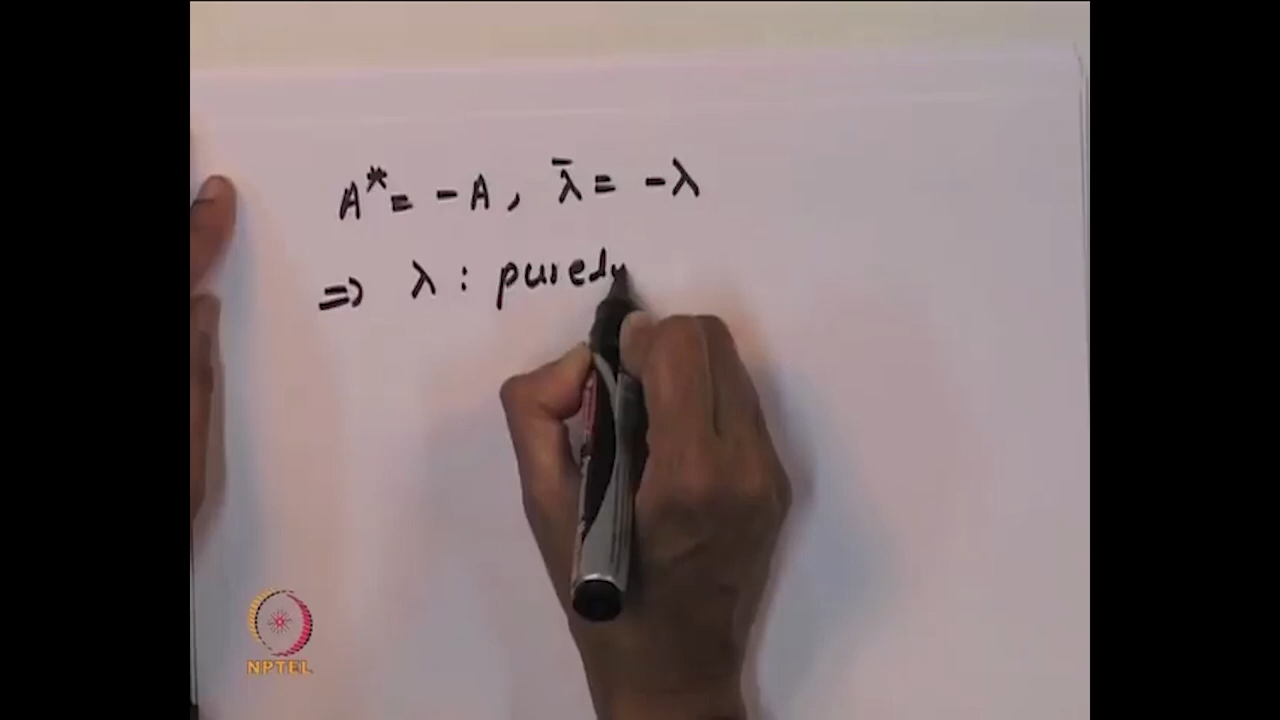 A* = -A, λ̄ = -λ
⇒ λ : purely
NPTEL